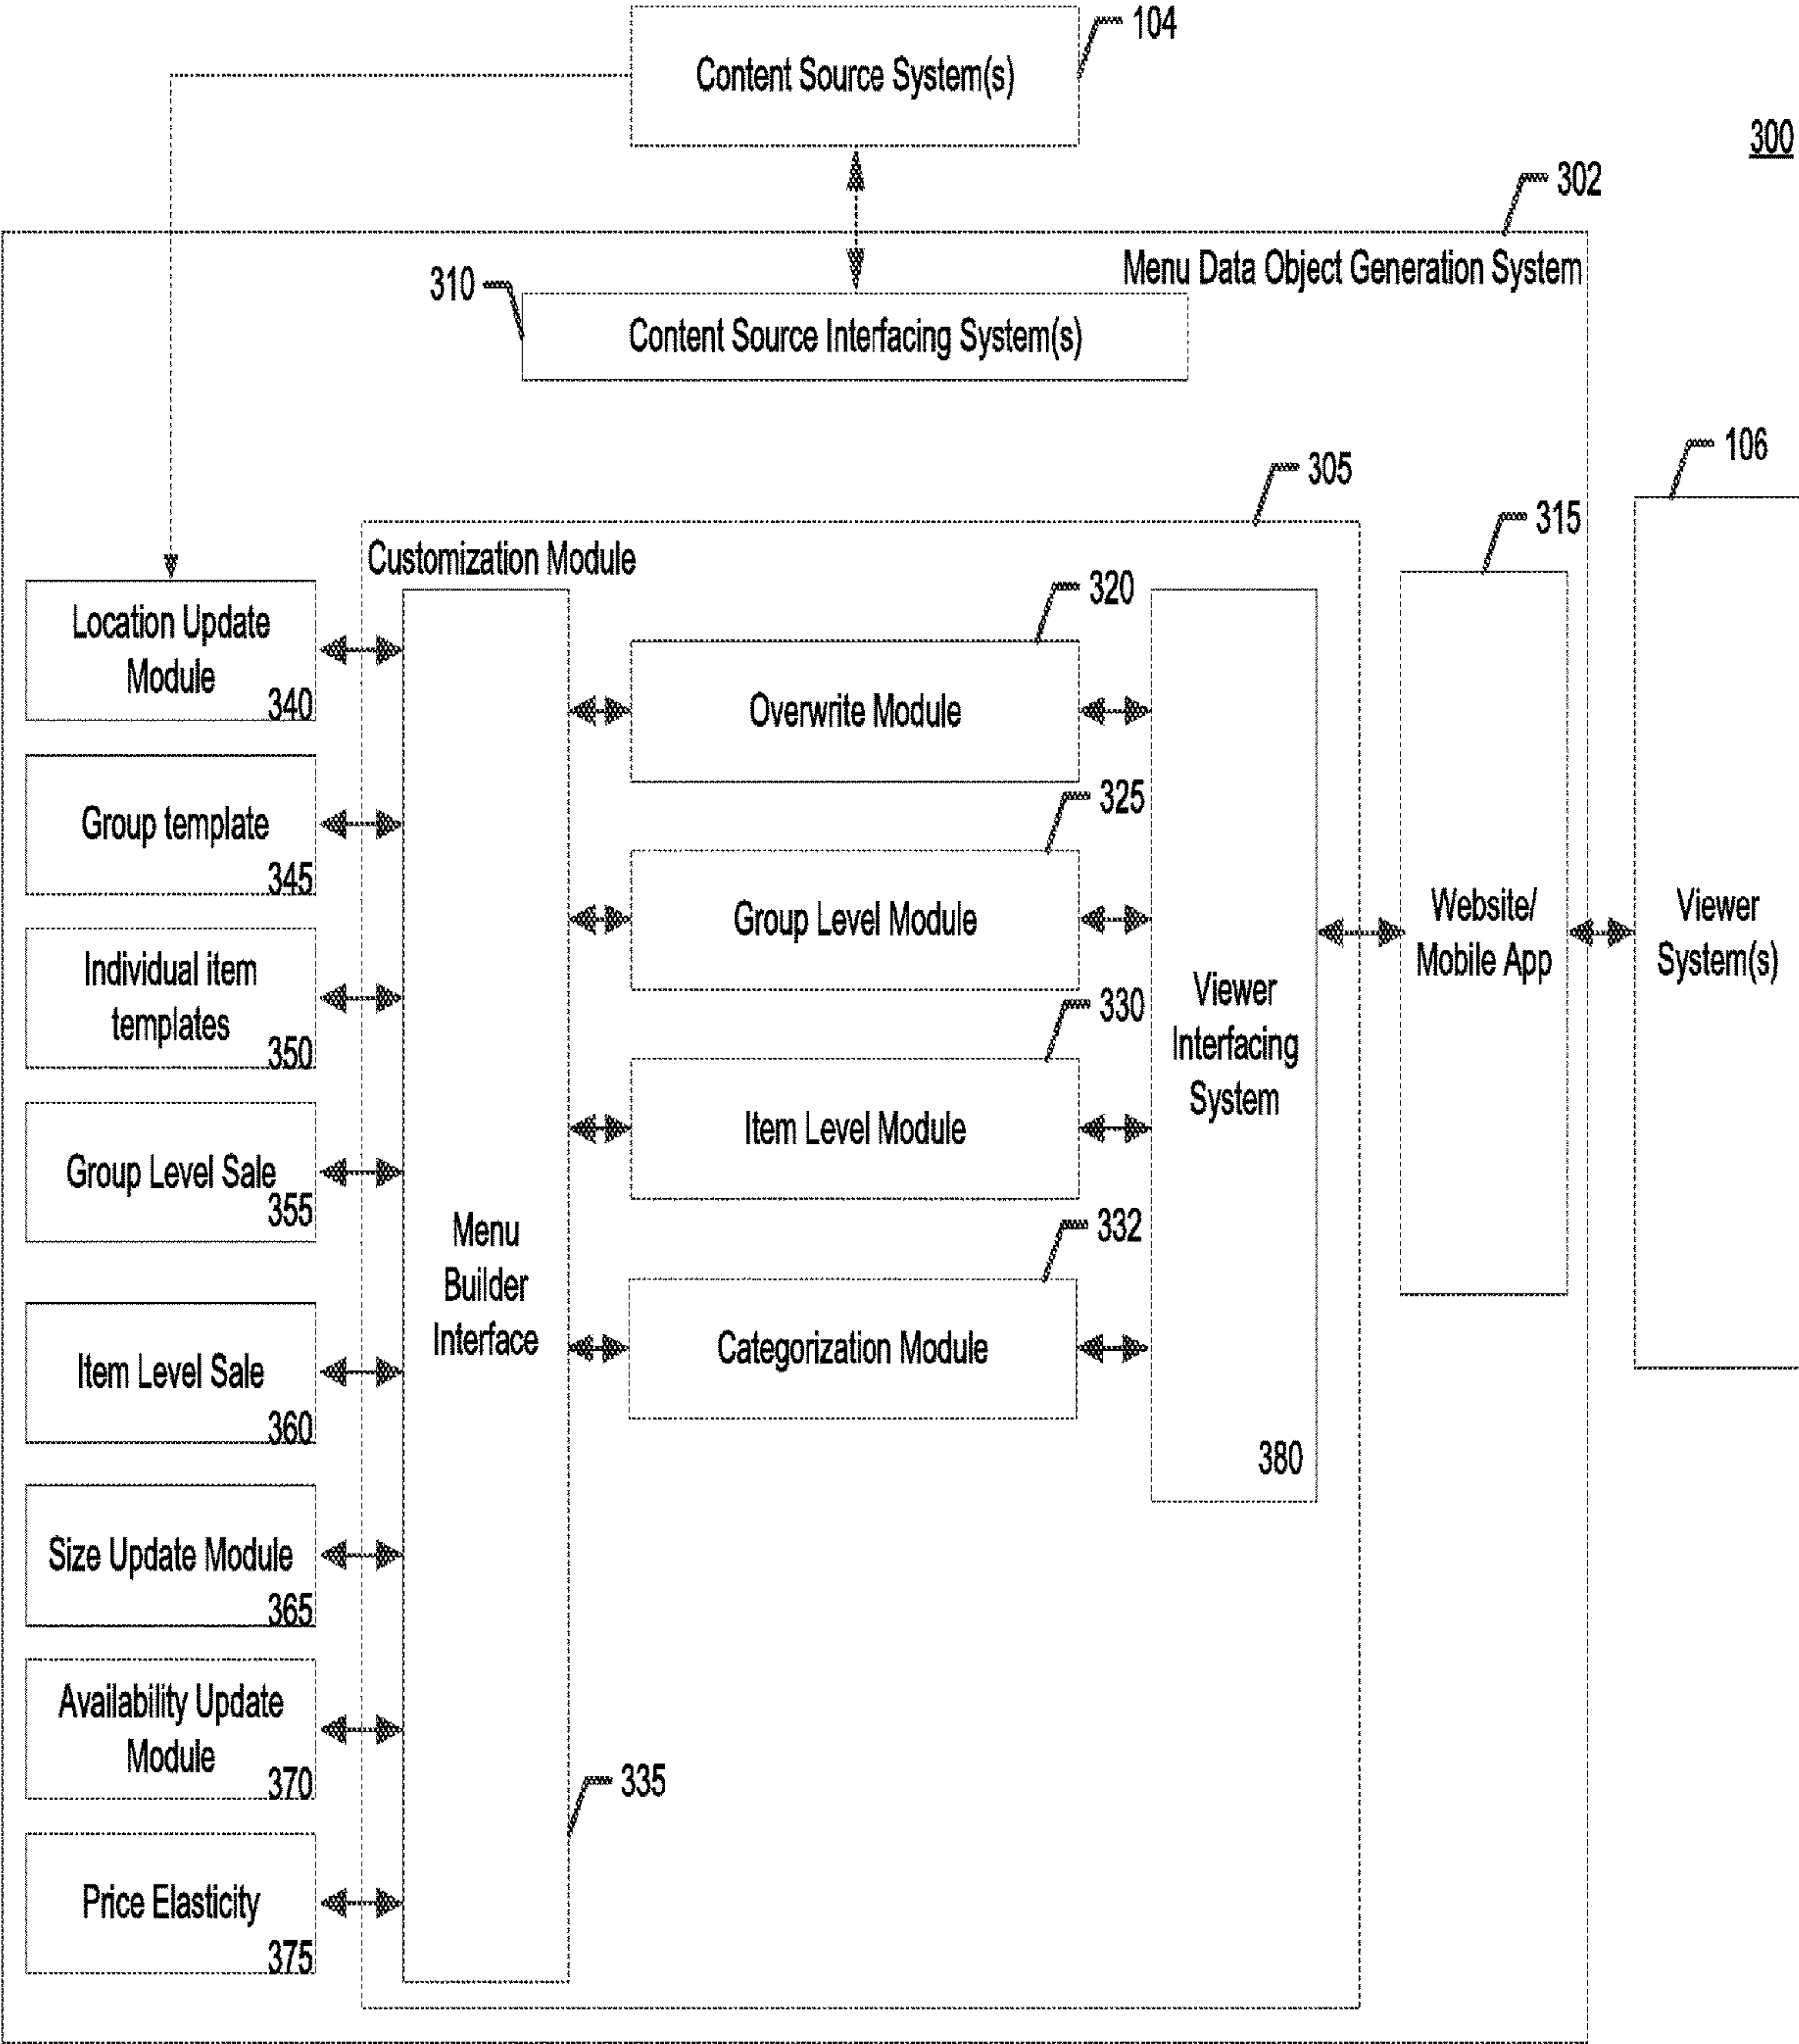 104
Content Source System(s)
300
302
Menu Data Object Generation System
310
Content Source Interfacing System(s)
106
305
315
Customization Module
320
Location Update
Module
340
Overwrite Module
325
Group template
345
Group Level Module
Website/
Mobile App
Viewer
System(s)
Individual item
templates
350
330
Viewer
Interfacing
System
Item Level Module
Group Level Sale
355
332
Menu
Builder
Interface
Categorization Module
Item Level Sale
360
380
Size Update Module
365
Availability Update
Module
370
335
Price Elasticity
375